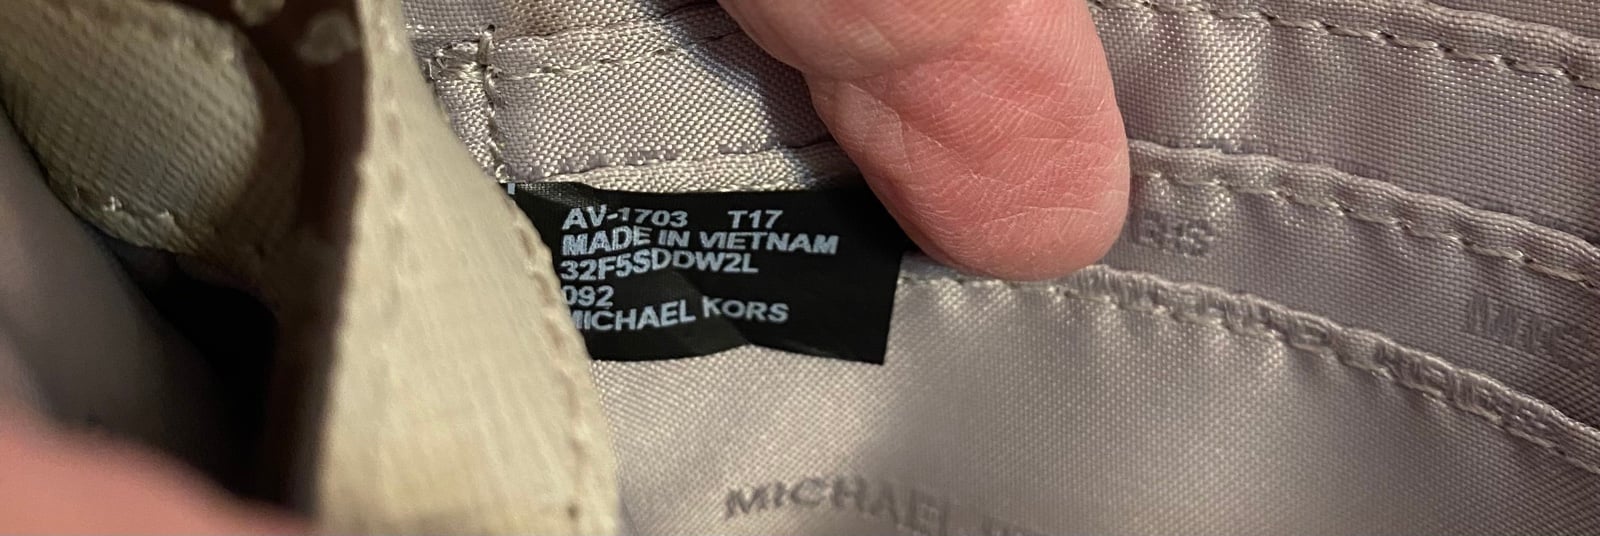 AV-1703 T17
MADE IN VIETNAM
32F5SDDW2L
092
MICHAEL KORS
MICHAEL